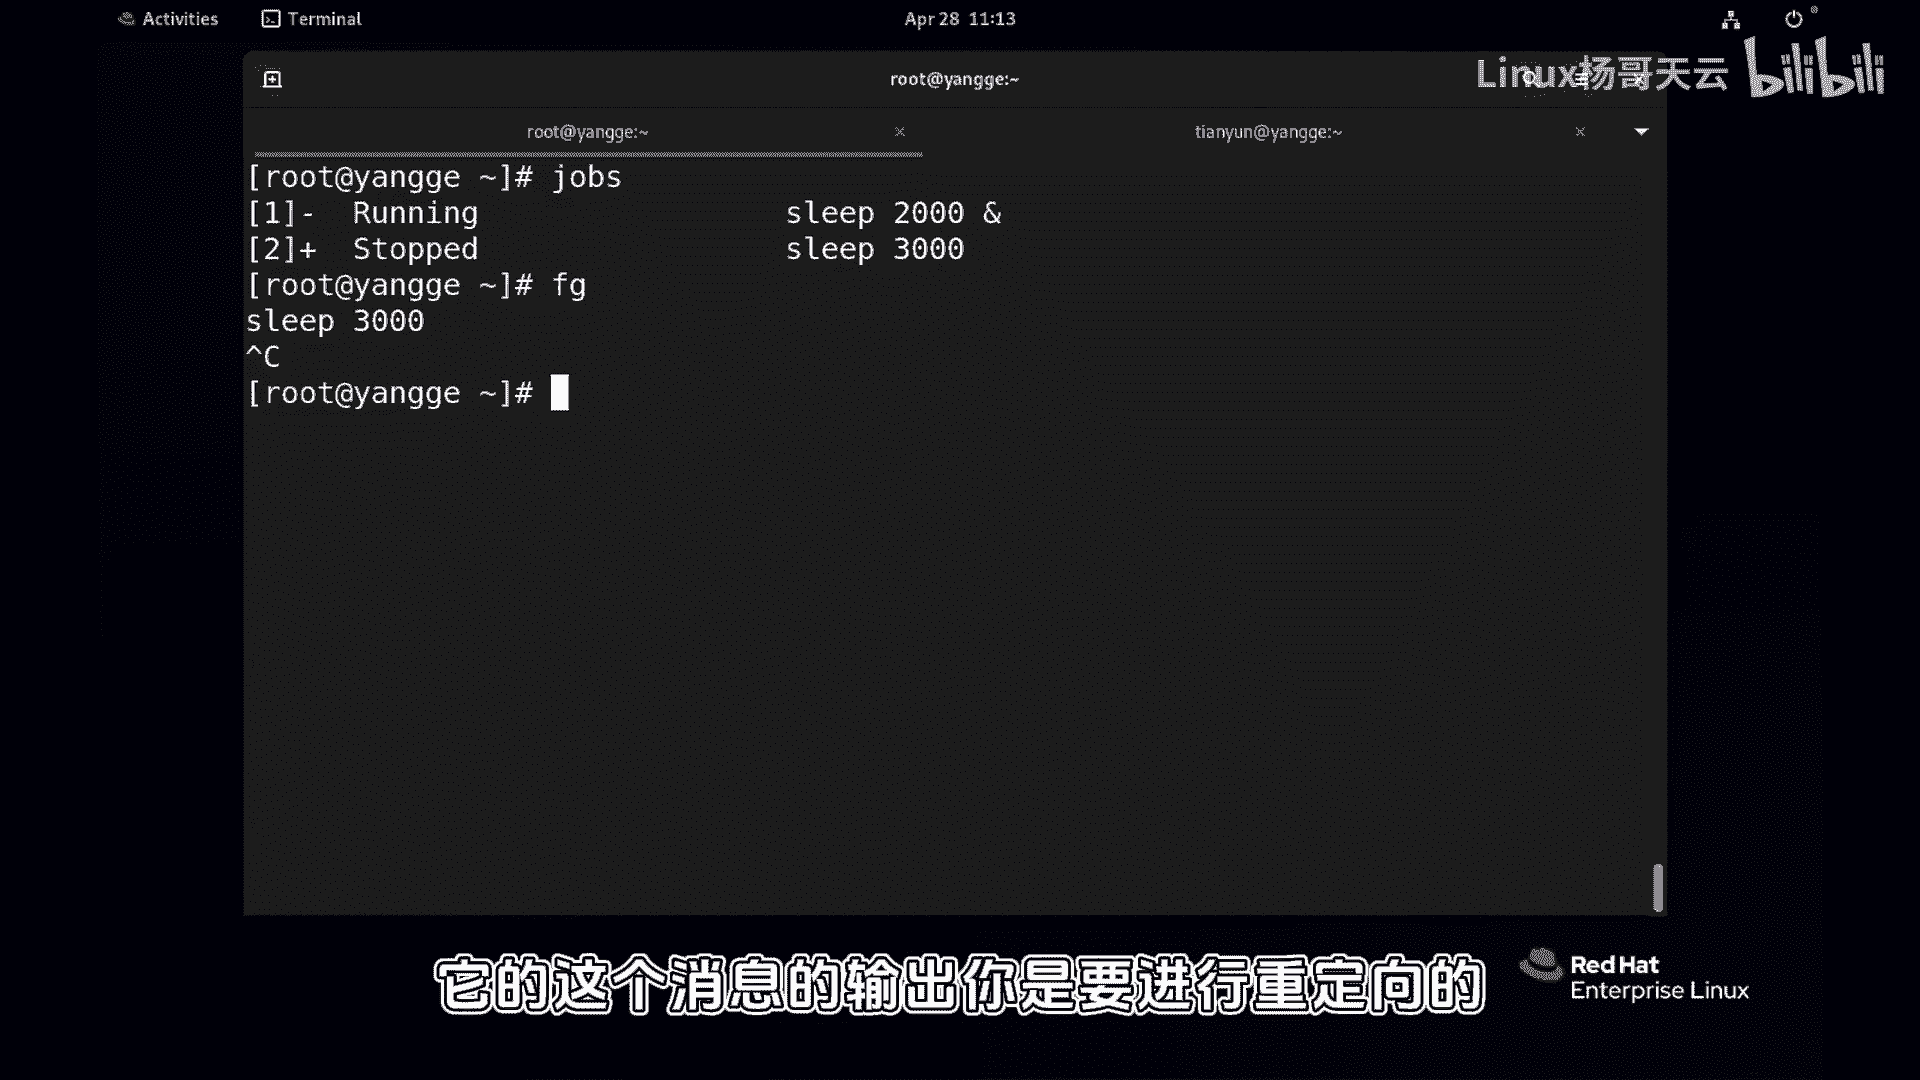 Activities Terminal Apr 28 11:13
root@yangge:~
Linux杨哥天云 bilibili
root@yangge:~ × tianyun@yangge:~ ×
[root@yangge ~]# jobs
[1]-  Running                 sleep 2000 &
[2]+  Stopped                 sleep 3000
[root@yangge ~]# fg
sleep 3000
^C
[root@yangge ~]#
它的这个消息的输出你是要进行重定向的
Red Hat
Enterprise Linux